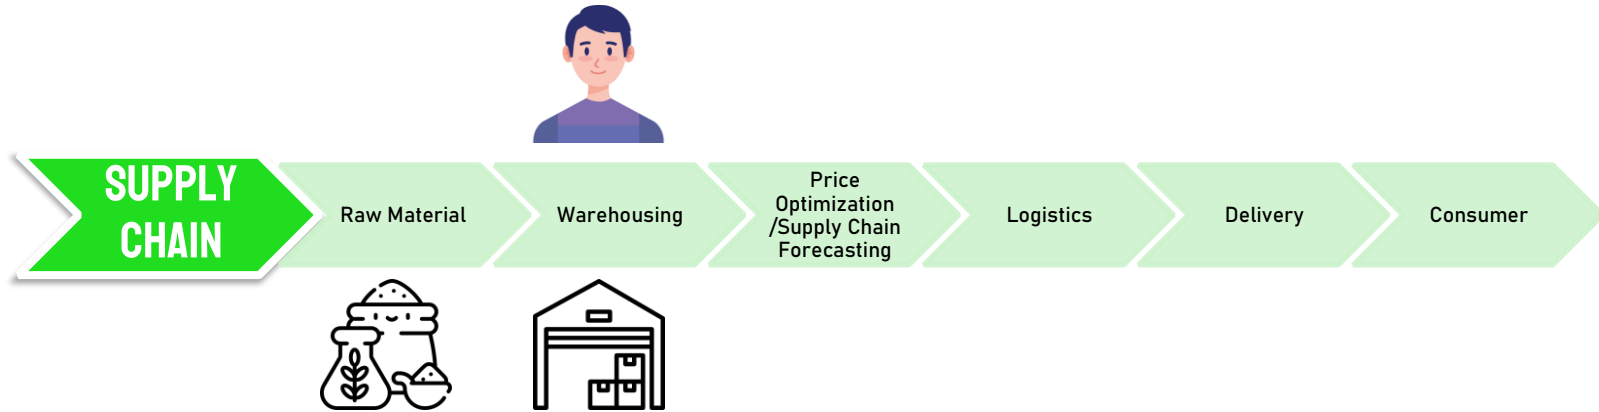 SUPPLY
CHAIN
Raw Material
Warehousing
Price
Optimization
/Supply Chain
Forecasting
Logistics
Delivery
Consumer